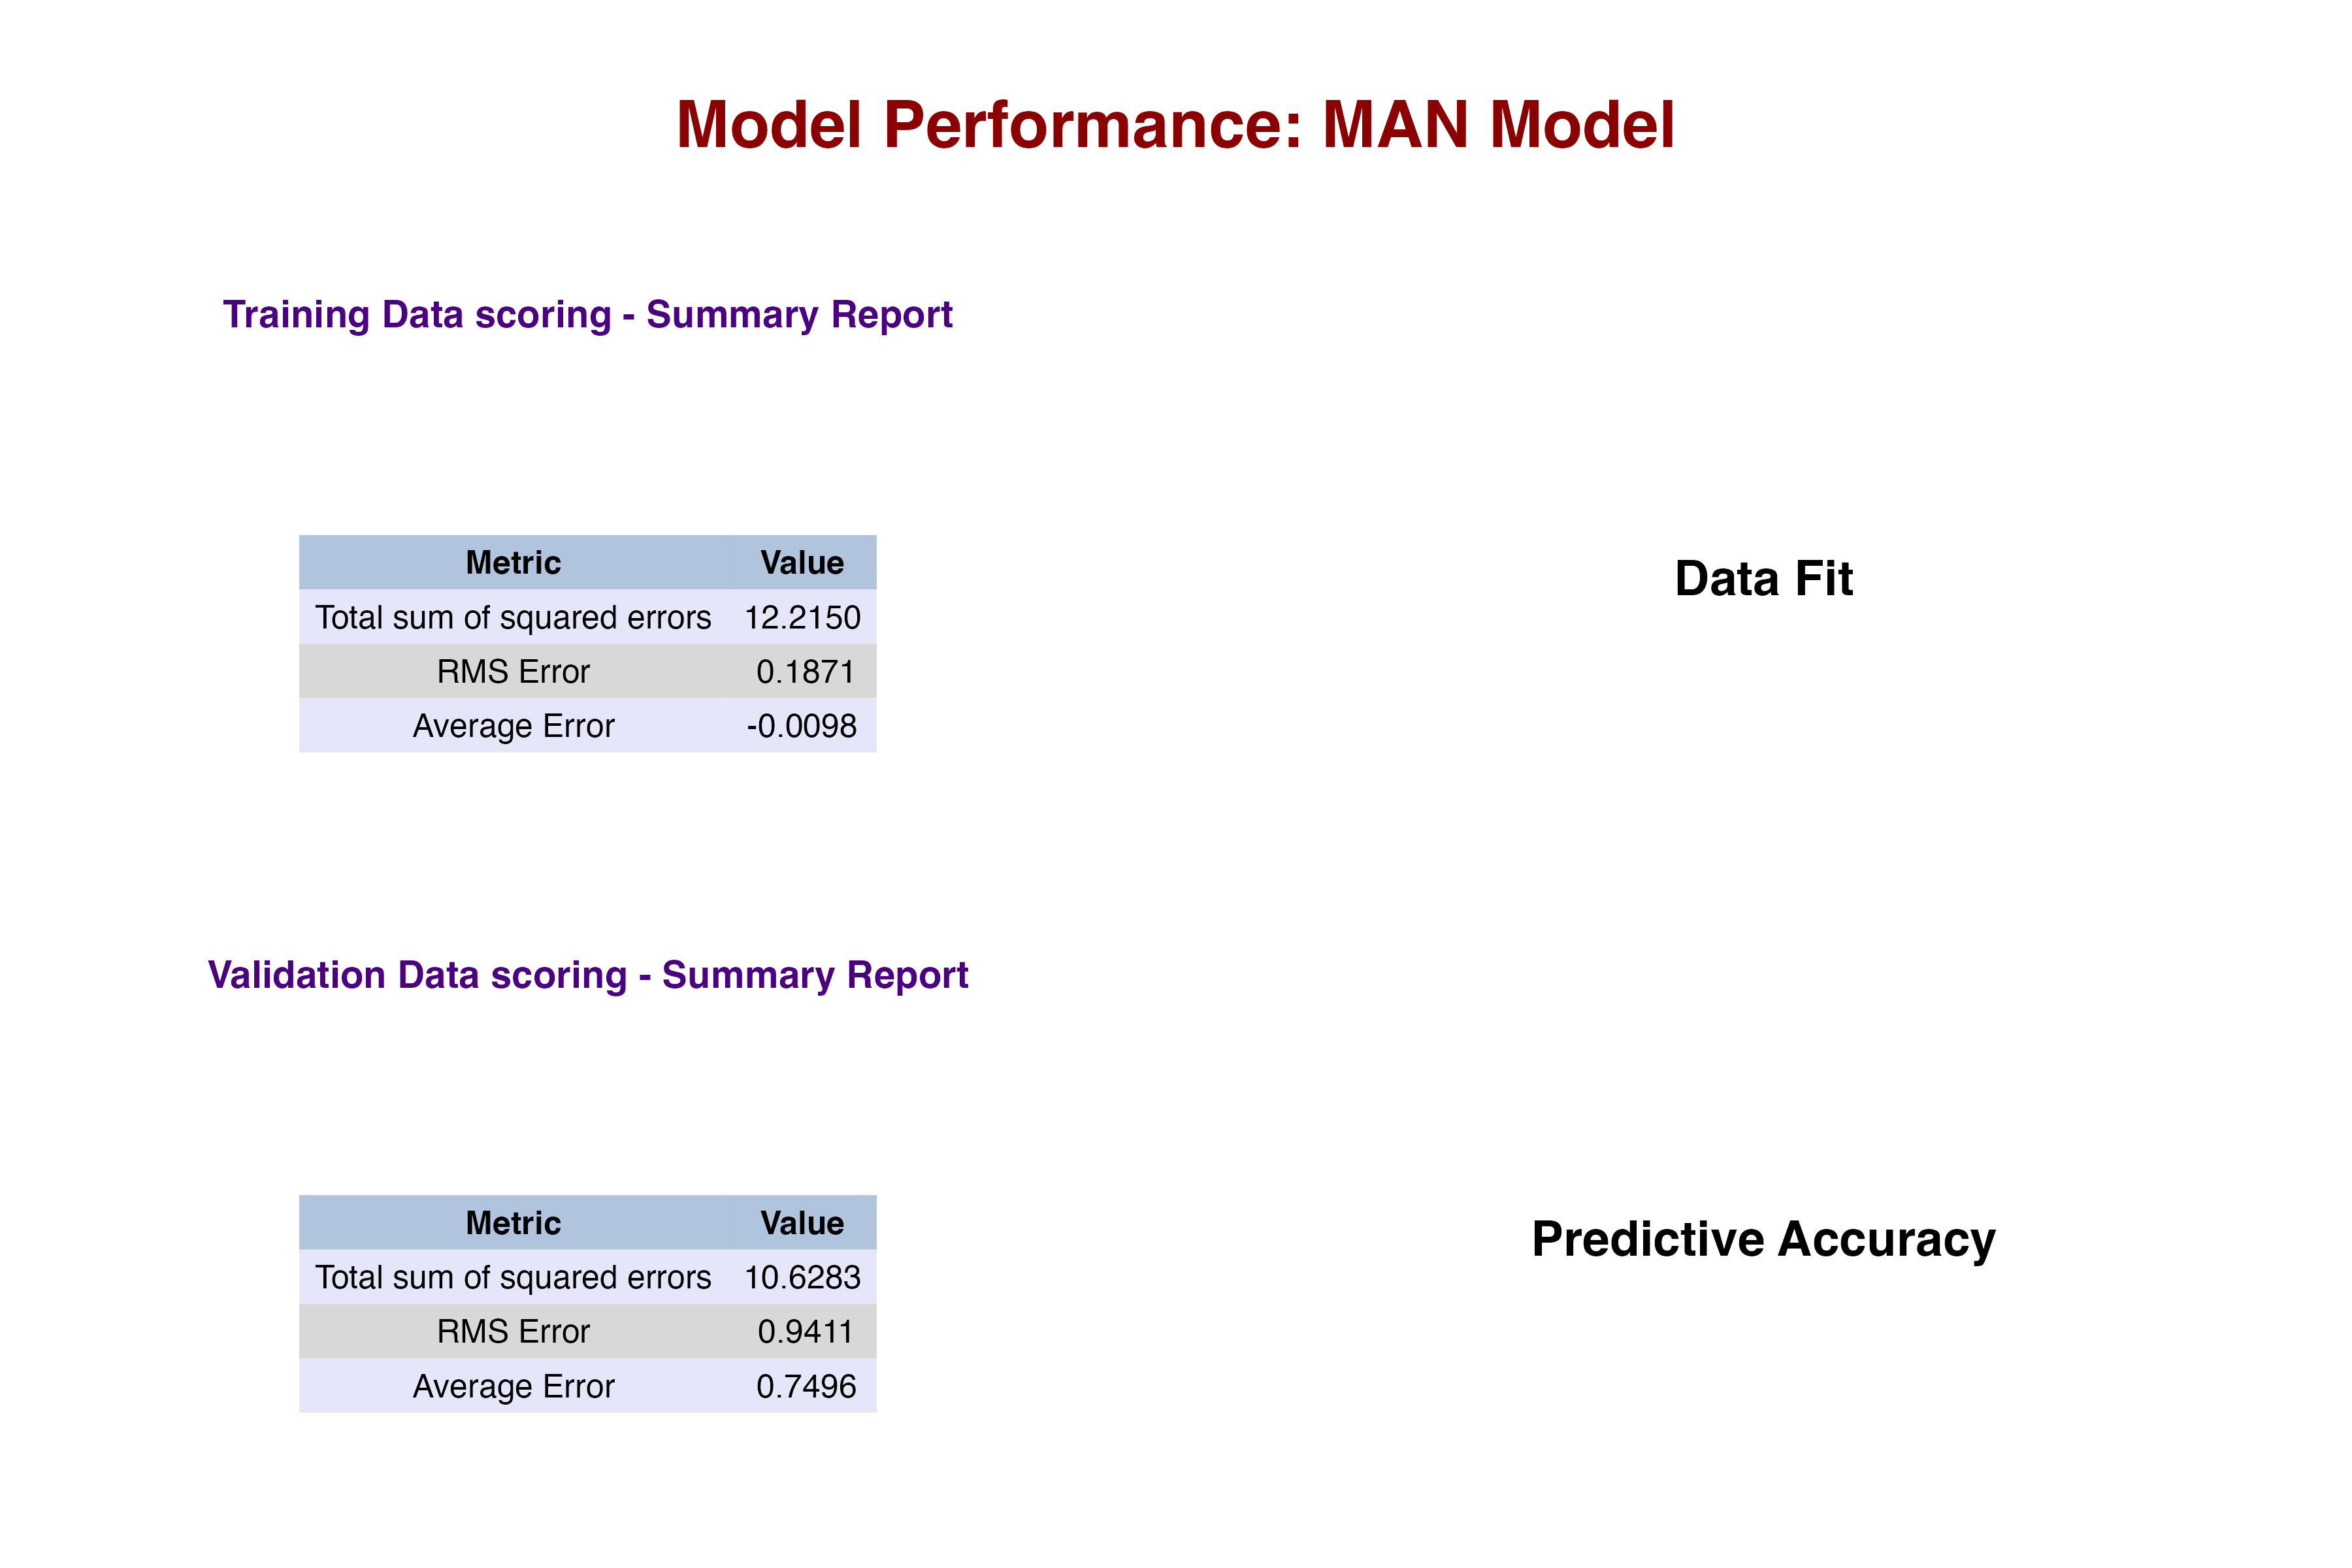 Model Performance: MAN Model
Training Data scoring - Summary Report
Metric Value
Total sum of squared errors 12.2150
RMS Error 0.1871
Average Error -0.0098
Data Fit
Validation Data scoring - Summary Report
Metric Value
Total sum of squared errors 10.6283
RMS Error 0.9411
Average Error 0.7496
Predictive Accuracy